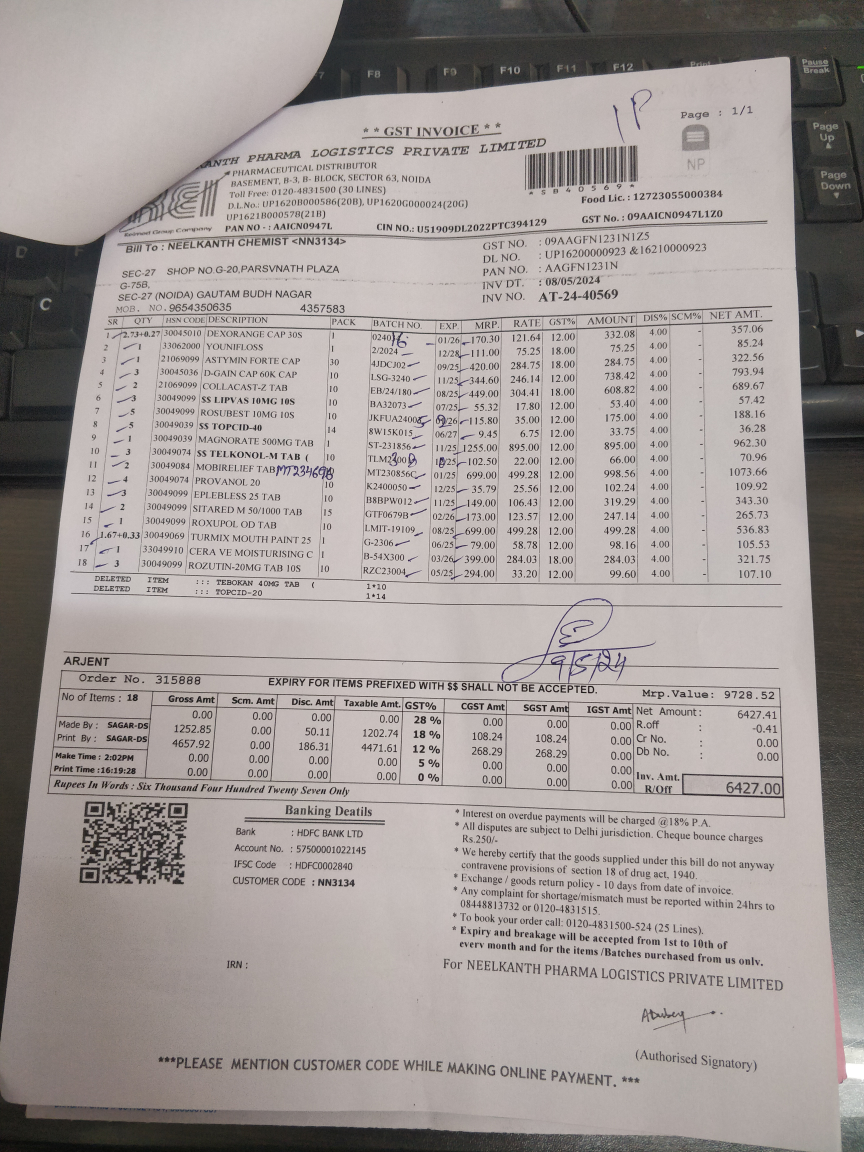 F7 F8 F9 F10 F11 F12 Pause Break
Page Up
Page Down
C
1P
Page : 1/1
** GST INVOICE **
NP
KANTH PHARMA LOGISTICS PRIVATE LIMITED
PHARMACEUTICAL DISTRIBUTOR
BASEMENT, B-3, B- BLOCK, SECTOR 63, NOIDA
Toll Free: 0120-4831500 (30 LINES)
D.L.No.: UP1620B000586(20B), UP1620G000024(20G)
UP1621B000578(21B)
*5840569*
Food Lic. : 12723055000384
PAN NO - : AAICN0947L CIN NO.: U51909DL2022PTC394129 GST No. : 09AAICN0947L1Z0
Bill To : NEELKANTH CHEMIST <NN3134>
SEC-27 SHOP NO.G-20,PARSVNATH PLAZA
G-75B,
SEC-27 (NOIDA) GAUTAM BUDH NAGAR
MOB. NO.9654350635 4357583
GST NO. : 09AAGFN1231N1Z5
DL NO. : UP16200000923 &16210000923
PAN NO. : AAGFN1231N
INV DT. : 08/05/2024
INV NO. AT-24-40569
SR QTY HSN CODE DESCRIPTION PACK BATCH NO. EXP. MRP. RATE GST% AMOUNT DIS% SCM% NET AMT.
1 2.73+0.27 30045010 DEXORANGE CAP 30S 1 01/26 170.30 121.64 12.00 332.08 4.00 - 357.06
2 1 33062000 YOUNIFLOSS 1 2/2024 12/28 111.00 75.25 18.00 75.25 4.00 - 85.24
3 1 21069099 ASTYMIN FORTE CAP 30 4JDCJ02 09/25 420.00 284.75 18.00 284.75 4.00 - 322.56
4 3 30045036 D-GAIN CAP 60K CAP 10 LSG-3240 11/25 344.60 246.14 12.00 738.42 4.00 - 793.94
5 2 21069099 COLLACAST-Z TAB 10 EB/24/180 08/25 449.00 304.41 18.00 608.82 4.00 - 689.67
6 3 30049099 $$ LIPVAS 10MG 10S 10 BA32073 07/25 55.32 17.80 12.00 53.40 4.00 - 57.42
7 5 30049099 ROSUBEST 10MG 10S 10 09/26 115.80 35.00 12.00 175.00 4.00 - 188.16
8 5 30049039 $$ TOPCID-40 14 8W15K015 06/27 9.45 6.75 12.00 33.75 4.00 - 36.28
9 1 30049039 MAGNORATE 500MG TAB 1 ST-231856 11/25 1255.00 895.00 12.00 895.00 4.00 - 962.30
10 3 30049074 $$ TELKONOL-M TAB ( 10 102.50 22.00 12.00 66.00 4.00 - 70.96
11 2 30049084 MOBIRELIEF TAB MT234698 10 MT230856C 01/25 699.00 499.28 12.00 998.56 4.00 - 1073.66
12 4 30049074 PROVANOL 20 10 K2400050 12/25 35.79 25.56 12.00 102.24 4.00 - 109.92
13 3 30049099 EPLEBLESS 25 TAB 10 B8BPW012 11/25 149.00 106.43 12.00 319.29 4.00 - 343.30
14 2 30049099 SITARED M 50/1000 TAB 15 GTF0679B 02/26 173.00 123.57 12.00 247.14 4.00 - 265.73
15 1 30049099 ROXUPOL OD TAB 10 LMIT-19109 08/25 699.00 499.28 12.00 499.28 4.00 - 536.83
16 1.67+0.33 30049069 TURMIX MOUTH PAINT 25 1 G-2306 06/25 79.00 58.78 12.00 98.16 4.00 - 105.53
17 1 33049910 CERA VE MOISTURISING C 1 B-54X300 03/26 399.00 284.03 18.00 284.03 4.00 - 321.75
18 3 30049099 ROZUTIN-20MG TAB 10S 10 RZC23004 05/25 294.00 33.20 12.00 99.60 4.00 - 107.10
DELETED ITEM ::: TEBOKAN 40MG TAB ( 1*10
DELETED ITEM ::: TOPCID-20 1*14
9/5/24
ARJENT
Order No. 315888 EXPIRY FOR ITEMS PREFIXED WITH $$ SHALL NOT BE ACCEPTED. Mrp.Value: 9728.52
No of Items : 18 Gross Amt Scm. Amt Disc. Amt Taxable Amt. GST% CGST Amt SGST Amt IGST Amt Net Amount: 6427.41
0.00 0.00 0.00 0.00 28 % 0.00 0.00 0.00 R.off : -0.41
Made By : SAGAR-DS 1252.85 0.00 50.11 1202.74 18 % 108.24 108.24 0.00 Cr No. : 0.00
Print By : SAGAR-DS 4657.92 0.00 186.31 4471.61 12 % 268.29 268.29 0.00 Db No. : 0.00
Make Time : 2:02PM 0.00 0.00 0.00 0.00 5 % 0.00 0.00 0.00
Print Time :16:19:28 0.00 0.00 0.00 0.00 0 % 0.00 0.00 0.00 Inv. Amt. R/Off 6427.00
Rupees In Words : Six Thousand Four Hundred Twenty Seven Only
Banking Deatils
Bank : HDFC BANK LTD
Account No. : 57500001022145
IFSC Code : HDFC0002840
CUSTOMER CODE : NN3134
* Interest on overdue payments will be charged @18% P.A.
* All disputes are subject to Delhi jurisdiction. Cheque bounce charges
Rs.250/-
* We hereby certify that the goods supplied under this bill do not anyway
contravene provisions of section 18 of drug act, 1940.
* Exchange / goods return policy - 10 days from date of invoice.
* Any complaint for shortage/mismatch must be reported within 24hrs to
08448813732 or 0120-4831515.
* To book your order call: 0120-4831500-524 (25 Lines).
* Expiry and breakage will be accepted from 1st to 10th of
every month and for the items /Batches purchased from us only.
IRN :
For NEELKANTH PHARMA LOGISTICS PRIVATE LIMITED
(Authorised Signatory)
***PLEASE MENTION CUSTOMER CODE WHILE MAKING ONLINE PAYMENT. ***